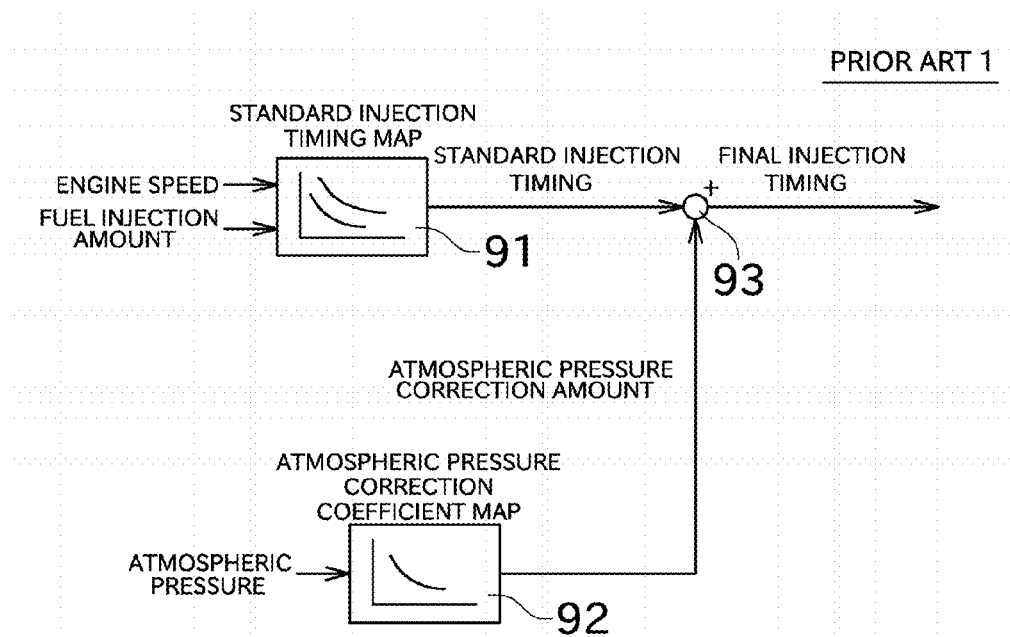 PRIOR ART 1
STANDARD INJECTION
TIMING MAP
STANDARD INJECTION
TIMING
FINAL INJECTION
TIMING
ENGINE SPEED
FUEL INJECTION
AMOUNT
+
91
93
ATMOSPHERIC PRESSURE
CORRECTION AMOUNT
ATMOSPHERIC PRESSURE
CORRECTION
COEFFICIENT MAP
ATMOSPHERIC
PRESSURE
92